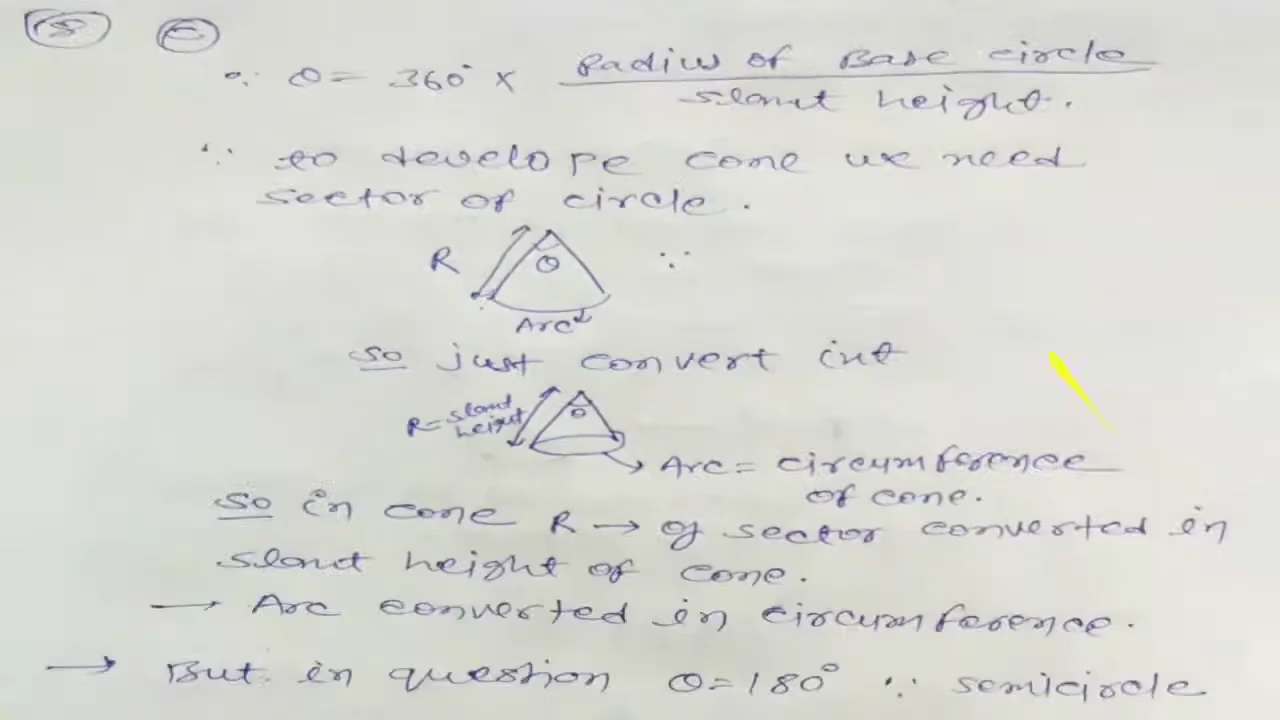 18 C
∵ θ = 360° × Radius of Base circle / Slant height.
∵ to develope cone we need
sector of circle.
R θ ∵
Arc
so just convert int
R = slant height θ
Arc = circumference
of cone.
So in cone R → of sector converted in
slant height of cone.
→ Arc converted in circumference.
→ But in question θ = 180° ∵ semicircle